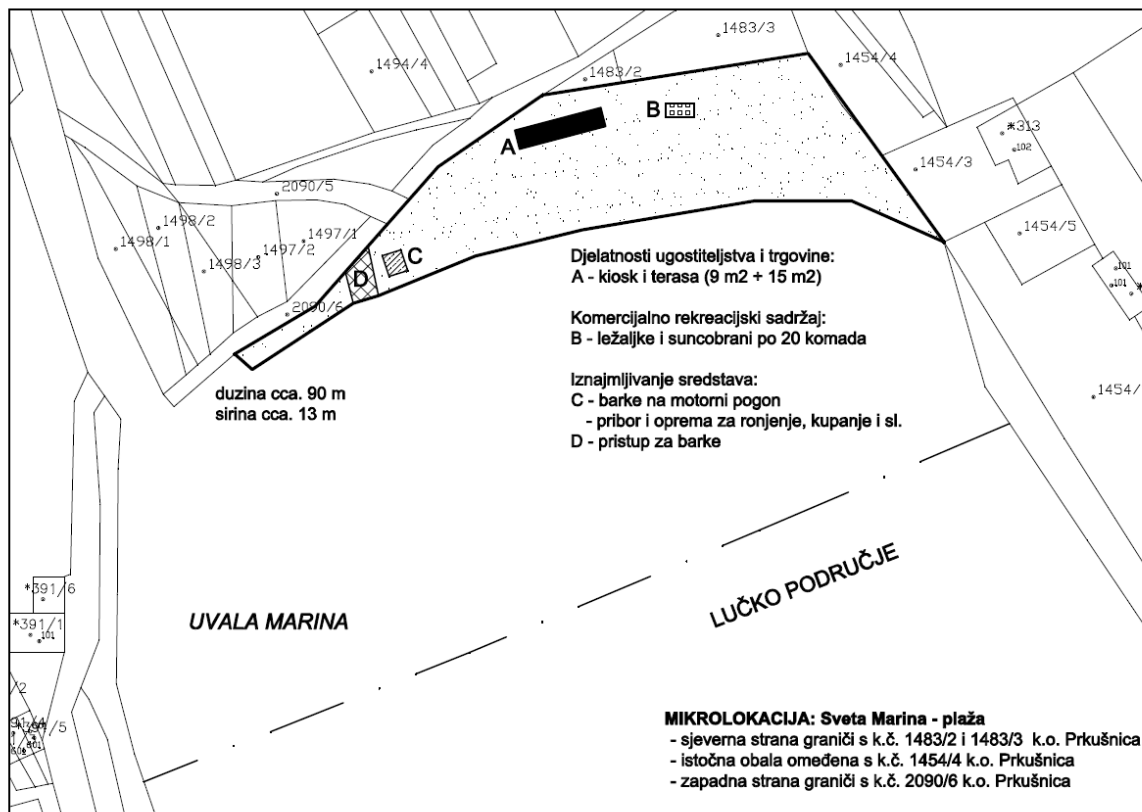 1483/3
1494/4
1483/2
1454/4
B
*313
102
A
1454/3
2090/5
1498/2
1497/1
1454/5
1498/1
1497/2
1498/3
C
D
101
101
2090/6
Djelatnosti ugostiteljstva i trgovine:
A - kiosk i terasa (9 m2 + 15 m2)
Komercijalno rekreacijski sadržaj:
B - ležaljke i suncobrani po 20 komada
Iznajmljivanje sredstava:
C - barke na motorni pogon
- pribor i oprema za ronjenje, kupanje i sl.
D - pristup za barke
duzina cca. 90 m
sirina cca. 13 m
1454/
LUČKO PODRUČJE
*391/6
UVALA MARINA
*391/1
101
/2
MIKROLOKACIJA: Sveta Marina - plaža
- sjeverna strana graniči s k.č. 1483/2 i 1483/3 k.o. Prkušnica
- istočna obala omeđena s k.č. 1454/4 k.o. Prkušnica
- zapadna strana graniči s k.č. 2090/6 k.o. Prkušnica